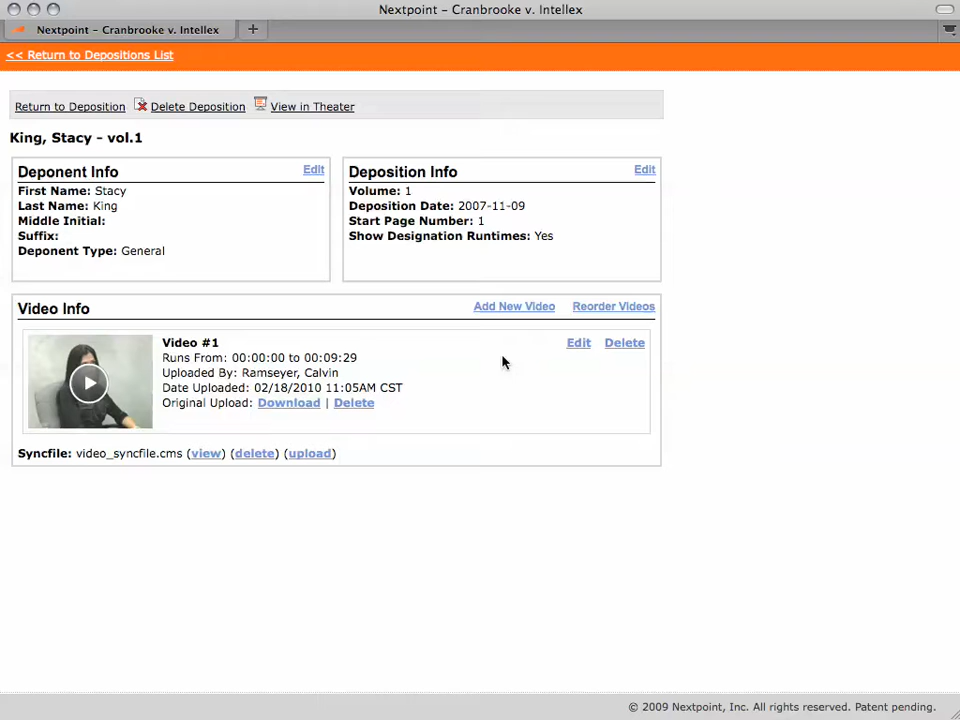 Nextpoint – Cranbrooke v. Intellex
Nextpoint – Cranbrooke v. Intellex
<< Return to Depositions List
Return to Deposition Delete Deposition View in Theater
King, Stacy - vol.1
Deponent Info Edit
First Name: Stacy
Last Name: King
Middle Initial:
Suffix:
Deponent Type: General
Deposition Info Edit
Volume: 1
Deposition Date: 2007-11-09
Start Page Number: 1
Show Designation Runtimes: Yes
Video Info Add New Video Reorder Videos
Video #1 Edit Delete
Runs From: 00:00:00 to 00:09:29
Uploaded By: Ramseyer, Calvin
Date Uploaded: 02/18/2010 11:05AM CST
Original Upload: Download | Delete
Syncfile: video_syncfile.cms (view) (delete) (upload)
© 2009 Nextpoint, Inc. All rights reserved. Patent pending.